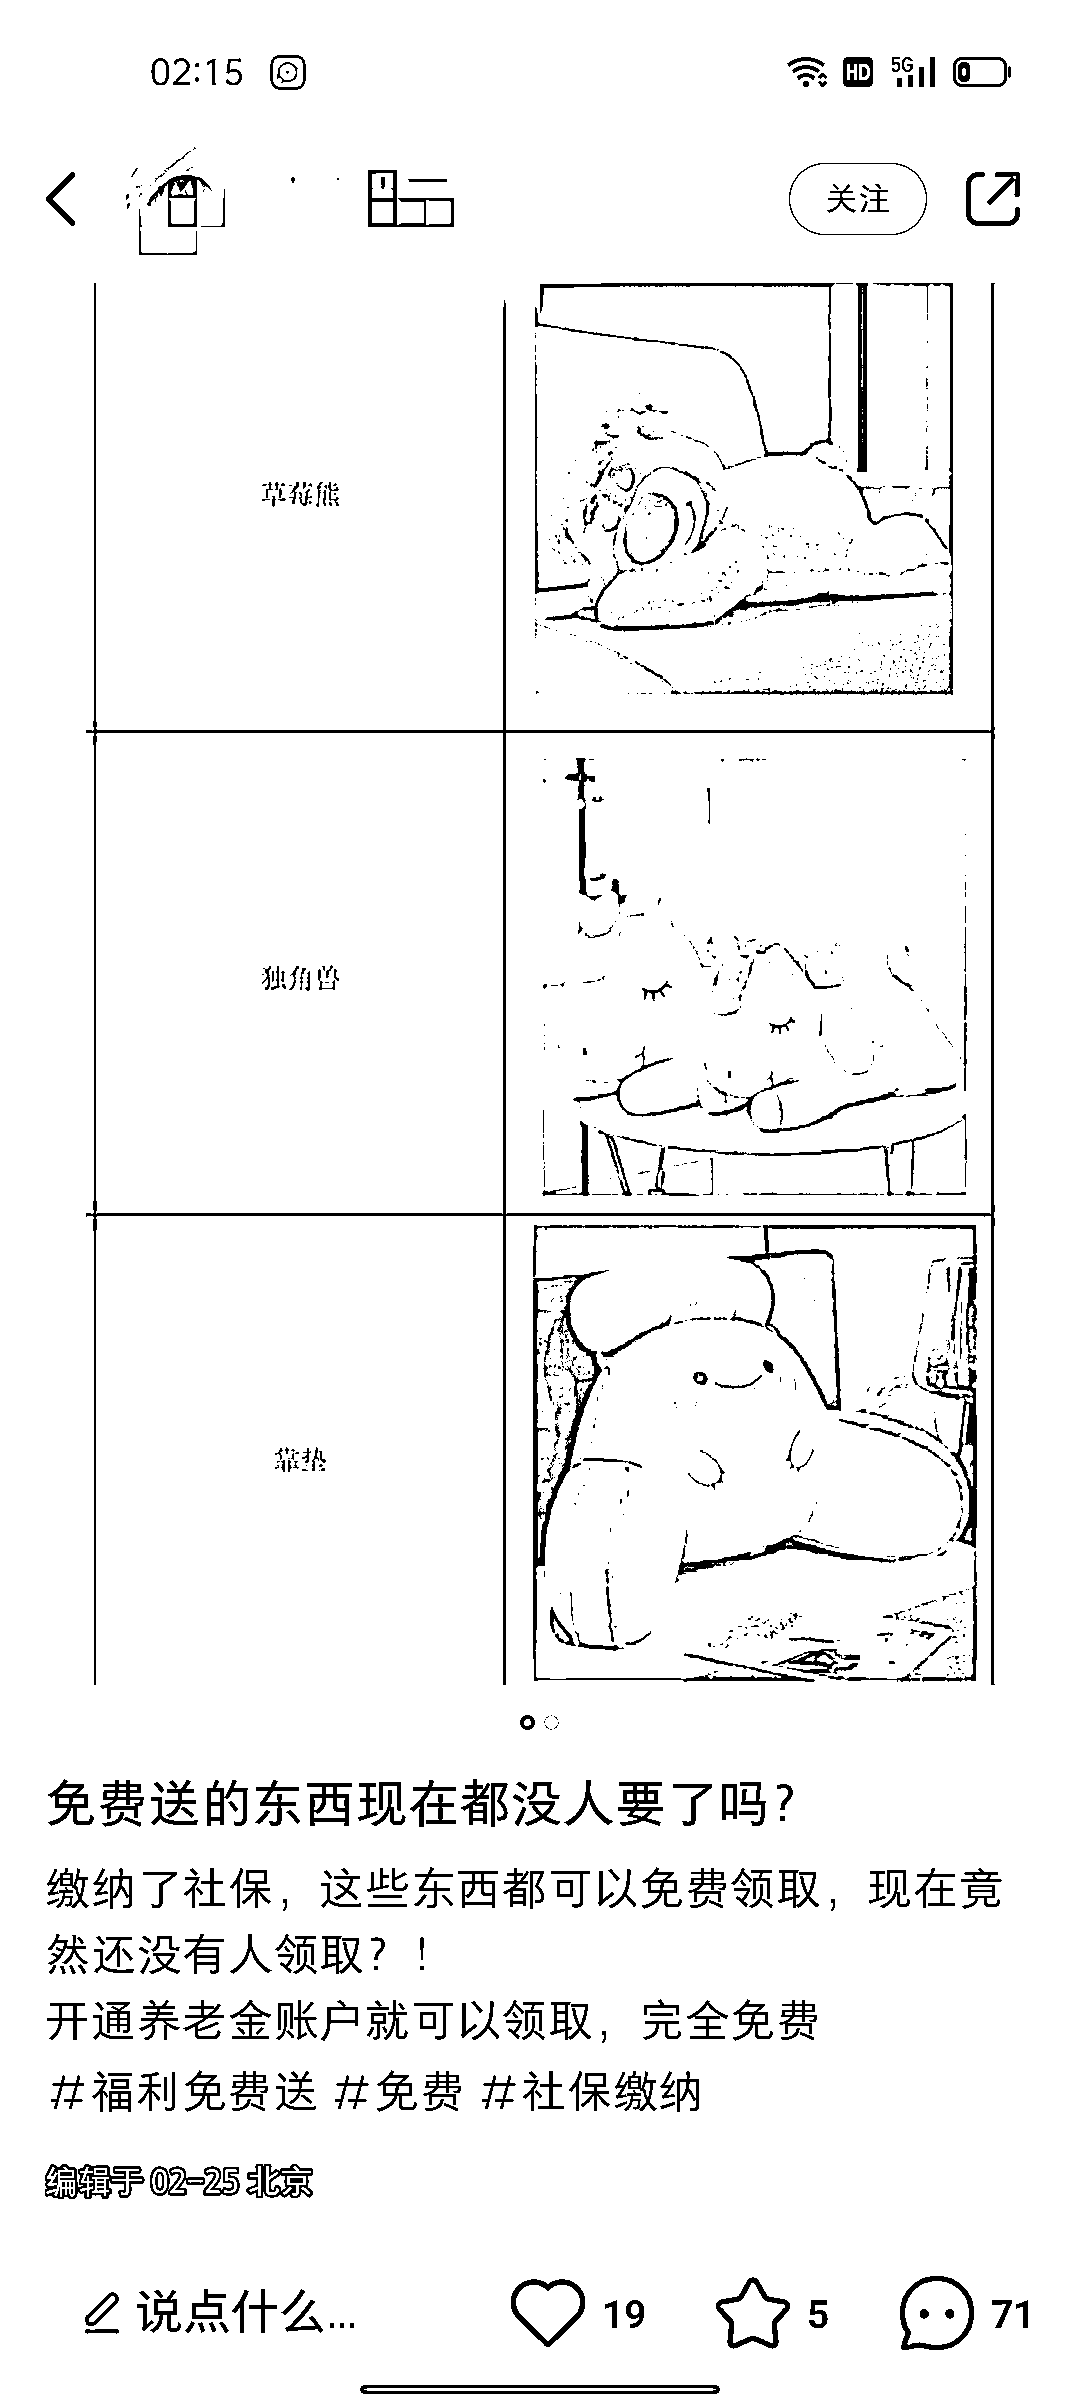 02:15
HD 5G
关注
草莓熊
独角兽
靠垫
免费送的东西现在都没人要了吗？
缴纳了社保，这些东西都可以免费领取，现在竟
然还没有人领取？！
开通养老金账户就可以领取，完全免费
#福利免费送 #免费 #社保缴纳
编辑于 02-25 北京
说点什么...
19
5
71